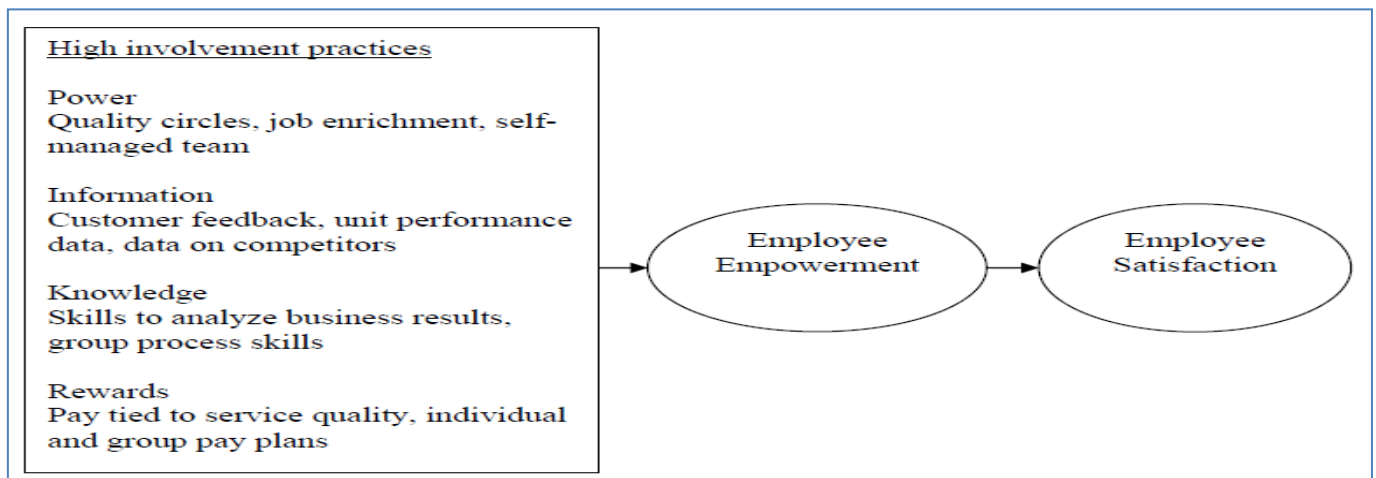 High involvement practices
Power
Quality circles, job enrichment, self-
managed team
Information
Customer feedback, unit performance
data, data on competitors
Knowledge
Skills to analyze business results,
group process skills
Rewards
Pay tied to service quality, individual
and group pay plans
Employee
Empowerment
Employee
Satisfaction